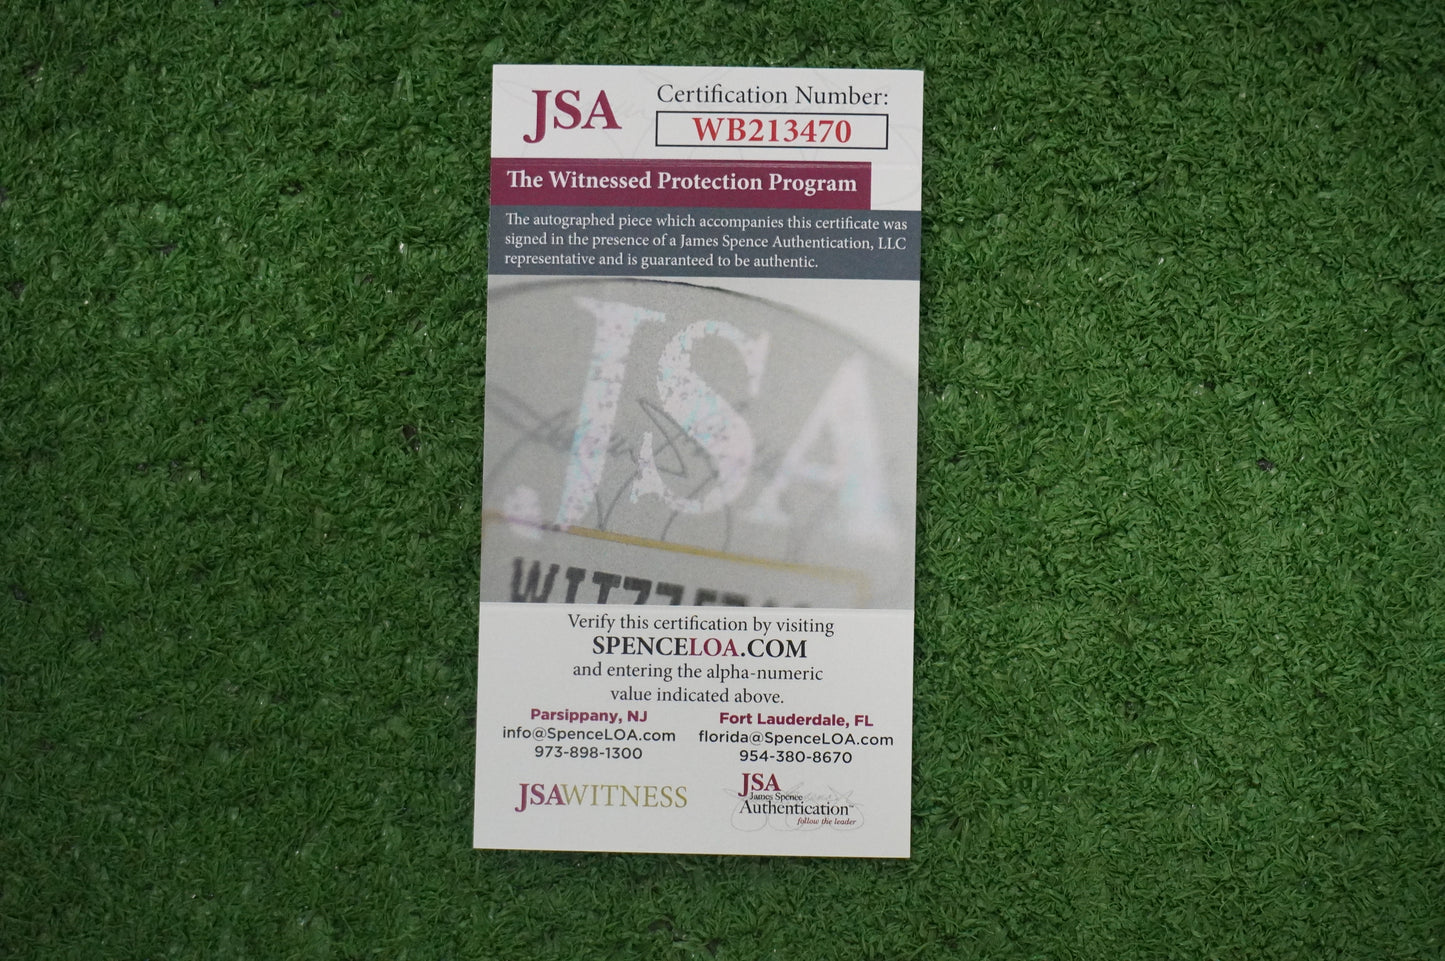 JSA
Certification Number:
WB213470
The Witnessed Protection Program
The autographed piece which accompanies this certificate was
signed in the presence of a James Spence Authentication, LLC
representative and is guaranteed to be authentic.
JSA
Verify this certification by visiting
SPENCELOA.COM
and entering the alpha-numeric
value indicated above.
Parsippany, NJ
info@SpenceLOA.com
973-898-1300
Fort Lauderdale, FL
florida@SpenceLOA.com
954-380-8670
JSAWITNESS
JSA
James Spence
Authentication™
follow the leader